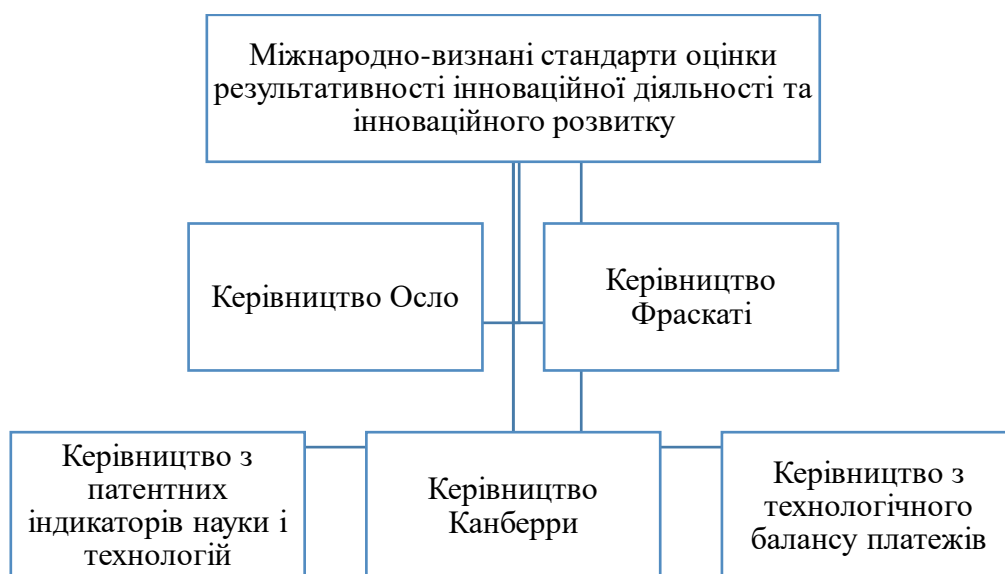 Міжнародно-визнані стандарти оцінки
результативності інноваційної діяльності та
інноваційного розвитку
Керівництво Осло
Керівництво
Фраскаті
Керівництво з
патентних
індикаторів науки і
технологій
Керівництво
Канберри
Керівництво з
технологічного
балансу платежів